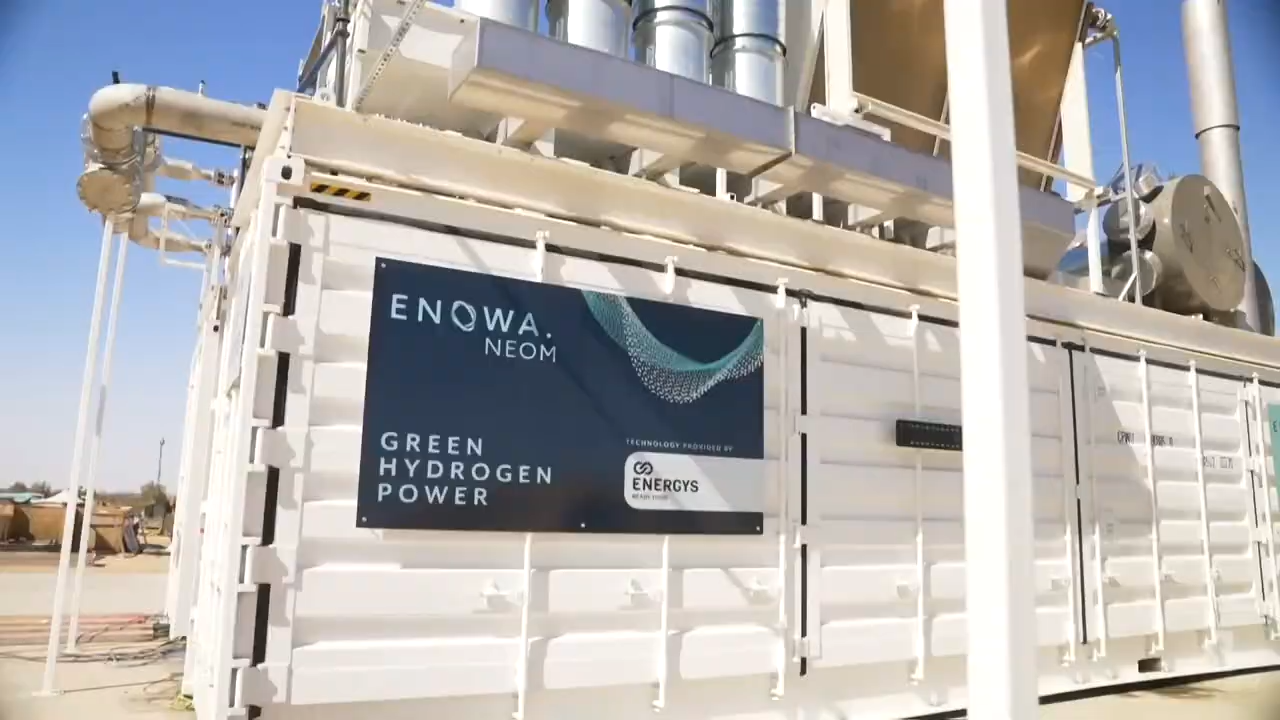 ENOWA.
NEOM
GREEN
HYDROGEN
POWER
TECHNOLOGY PROVIDED BY
ENERGYS